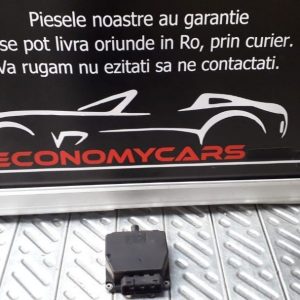 Piesele noastre au garantie
se pot livra oriunde in Ro, prin curier.
Va rugam nu ezitati sa ne contactati.
ECONOMYCARS